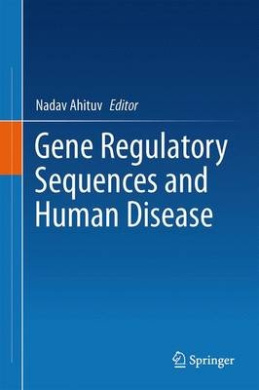 Nadav Ahituv Editor
Gene Regulatory
Sequences and
Human Disease
Springer